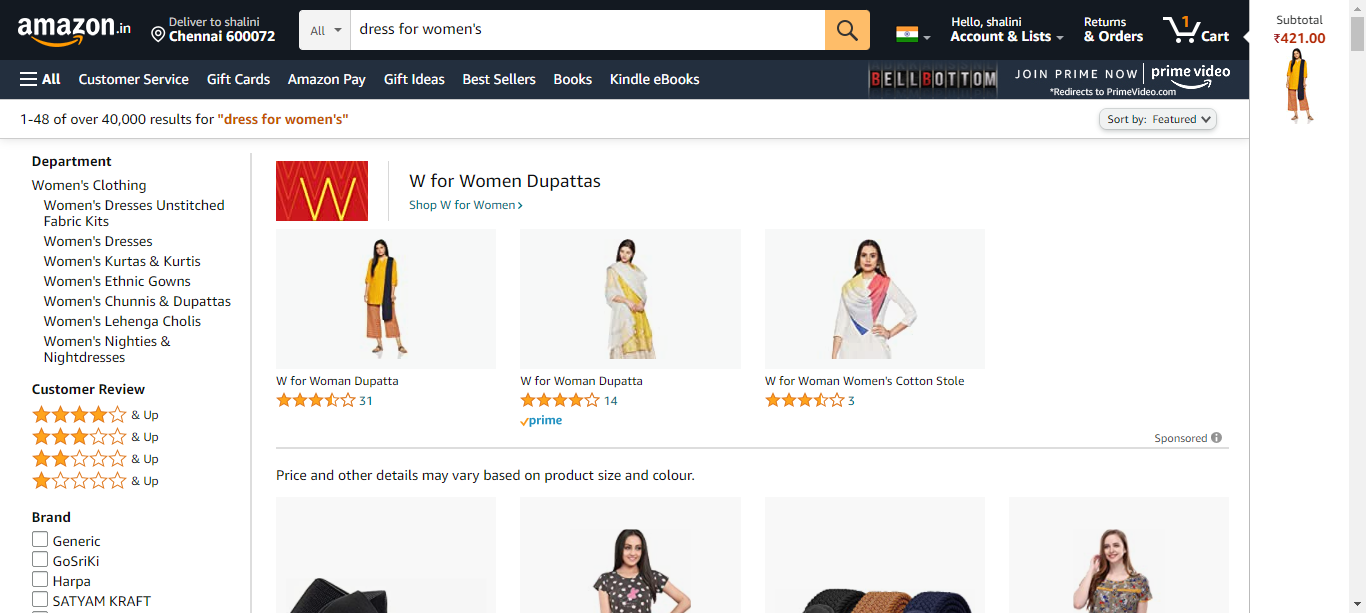 amazon.in
Deliver to shalini
Chennai 600072
All
dress for women's
Hello, shalini
Account & Lists
Returns
& Orders
1
Cart
Subtotal
₹421.00
All
Customer Service
Gift Cards
Amazon Pay
Gift Ideas
Best Sellers
Books
Kindle eBooks
BELLBOTTOM
JOIN PRIME NOW
prime video
*Redirects to PrimeVideo.com
1-48 of over 40,000 results for "dress for women's"
Sort by: Featured
Department
Women's Clothing
Women's Dresses Unstitched
Fabric Kits
Women's Dresses
Women's Kurtas & Kurtis
Women's Ethnic Gowns
Women's Chunnis & Dupattas
Women's Lehenga Cholis
Women's Nighties &
Nightdresses
Customer Review
& Up
& Up
& Up
& Up
Brand
Generic
GoSriKi
Harpa
SATYAM KRAFT
W
W for Women Dupattas
Shop W for Women
W for Woman Dupatta
31
W for Woman Dupatta
14
prime
W for Woman Women's Cotton Stole
3
Sponsored
Price and other details may vary based on product size and colour.